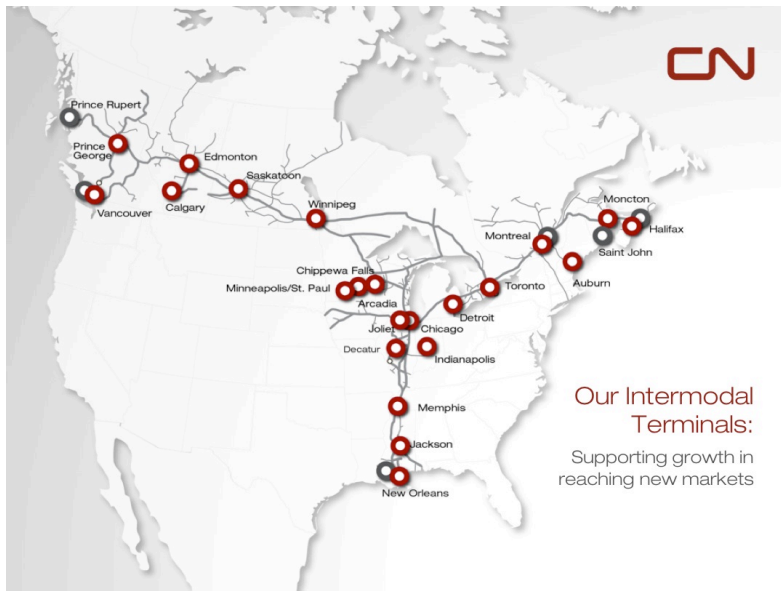 CN
Prince Rupert
Prince
George
Edmonton
Saskatoon
Vancouver
Calgary
Winnipeg
Moncton
Halifax
Montreal
Saint John
Chippewa Falls
Auburn
Minneapolis/St. Paul
Toronto
Arcadia
Detroit
Joliet
Chicago
Decatur
Indianapolis
Memphis
Jackson
New Orleans
Our Intermodal
Terminals:
Supporting growth in
reaching new markets